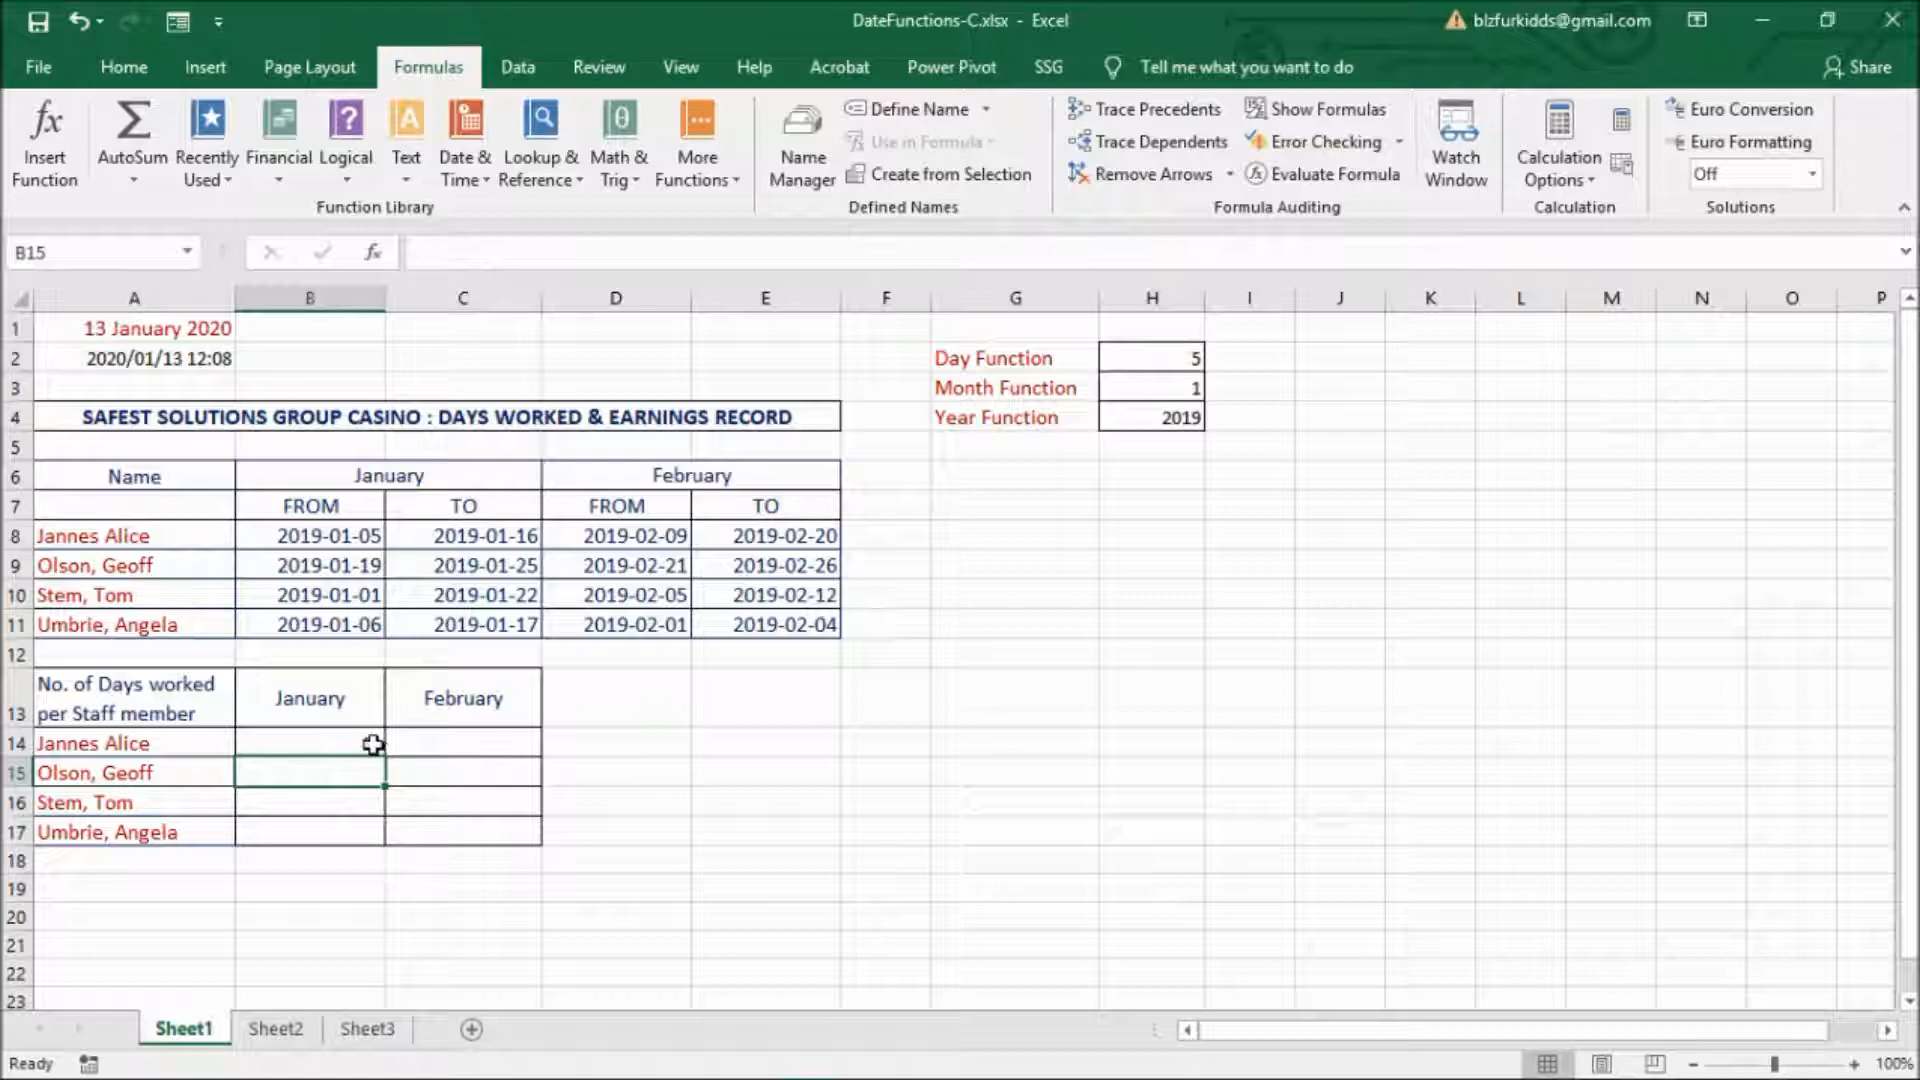 DateFunctions-C.xlsx - Excel
blzfurkidds@gmail.com
File Home Insert Page Layout Formulas Data Review View Help Acrobat Power Pivot SSG Tell me what you want to do Share
Insert Function
AutoSum
Recently Used
Financial
Logical
Text
Date & Time
Lookup & Reference
Math & Trig
More Functions
Function Library
Name Manager
Define Name
Use in Formula
Create from Selection
Defined Names
Trace Precedents
Trace Dependents
Remove Arrows
Show Formulas
Error Checking
Evaluate Formula
Formula Auditing
Watch Window
Calculation Options
Calculation
Euro Conversion
Euro Formatting
Off
Solutions
B15 fx
A B C D E F G H I J K L M N O P
1 13 January 2020
2 2020/01/13 12:08 Day Function 5
3 Month Function 1
4 SAFEST SOLUTIONS GROUP CASINO : DAYS WORKED & EARNINGS RECORD Year Function 2019
5
6 Name January February
7 FROM TO FROM TO
8 Jannes Alice 2019-01-05 2019-01-16 2019-02-09 2019-02-20
9 Olson, Geoff 2019-01-19 2019-01-25 2019-02-21 2019-02-26
10 Stem, Tom 2019-01-01 2019-01-22 2019-02-05 2019-02-12
11 Umbrie, Angela 2019-01-06 2019-01-17 2019-02-01 2019-02-04
12
No. of Days worked
13 per Staff member January February
14 Jannes Alice
15 Olson, Geoff
16 Stem, Tom
17 Umbrie, Angela
18
19
20
21
22
23
Sheet1 Sheet2 Sheet3
Ready 100%